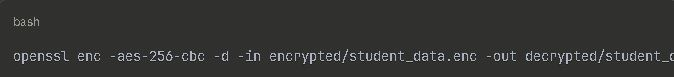 bash
openssl enc -aes-256-cbc -d -in encrypted/student_data.enc -out decrypted/student_